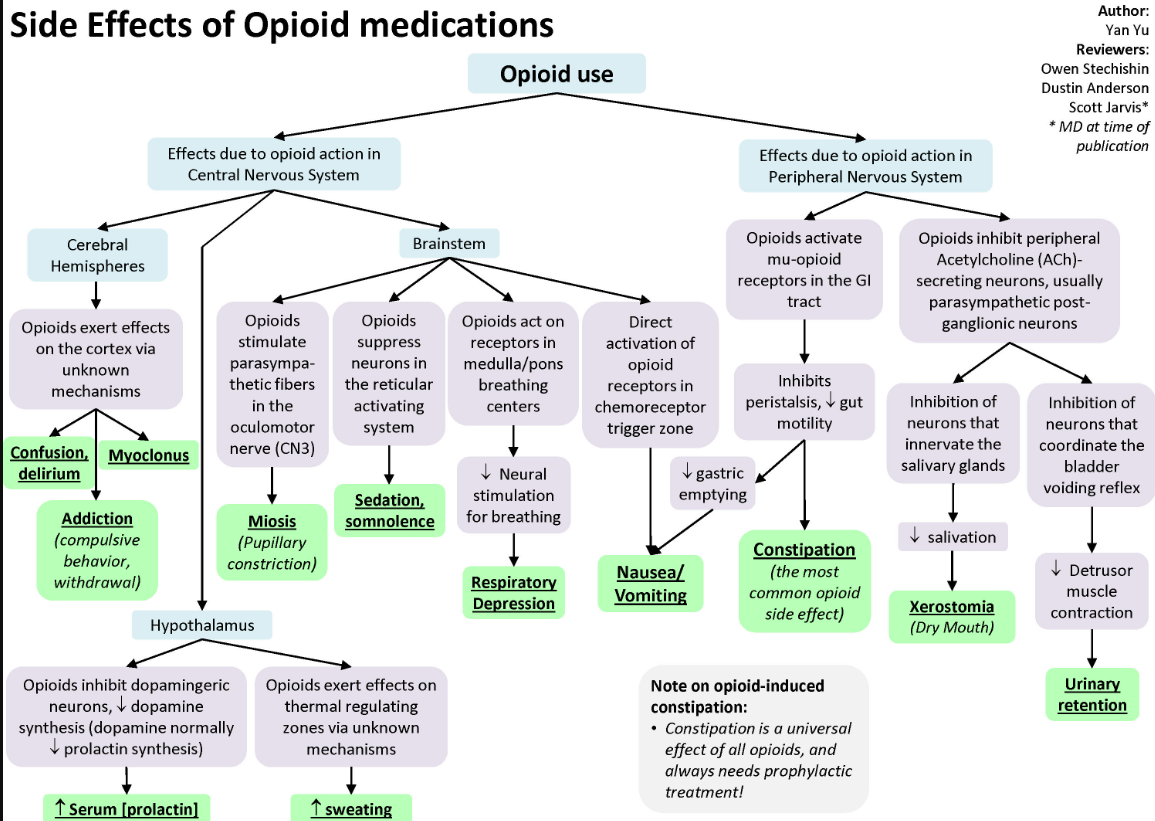 Side Effects of Opioid medications
Author:
Yan Yu
Reviewers:
Owen Stechishin
Dustin Anderson
Scott Jarvis*
* MD at time of
publication
Opioid use
Effects due to opioid action in
Central Nervous System
Effects due to opioid action in
Peripheral Nervous System
Cerebral
Hemispheres
Brainstem
Opioids activate
mu-opioid
receptors in the GI
tract
Opioids inhibit peripheral
Acetylcholine (ACh)-
secreting neurons, usually
parasympathetic post-
ganglionic neurons
Opioids exert effects
on the cortex via
unknown
mechanisms
Opioids
stimulate
parasympa-
thetic fibers
in the
oculomotor
nerve (CN3)
Opioids
suppress
neurons in
the reticular
activating
system
Opioids act on
receptors in
medulla/pons
breathing
centers
Direct
activation of
opioid
receptors in
chemoreceptor
trigger zone
Inhibits
peristalsis, ↓ gut
motility
Inhibition of
neurons that
innervate the
salivary glands
Inhibition of
neurons that
coordinate the
bladder
voiding reflex
Confusion,
delirium
Myoclonus
Addiction
(compulsive
behavior,
withdrawal)
Miosis
(Pupillary
constriction)
Sedation,
somnolence
↓ Neural
stimulation
for breathing
Respiratory
Depression
↓ gastric
emptying
Nausea/
Vomiting
Constipation
(the most
common opioid
side effect)
↓ salivation
Xerostomia
(Dry Mouth)
↓ Detrusor
muscle
contraction
Urinary
retention
Hypothalamus
Opioids inhibit dopamingeric
neurons, ↓ dopamine
synthesis (dopamine normally
↓ prolactin synthesis)
Opioids exert effects on
thermal regulating
zones via unknown
mechanisms
↑ Serum [prolactin]
↑ sweating
Note on opioid-induced
constipation:
• Constipation is a universal
effect of all opioids, and
always needs prophylactic
treatment!